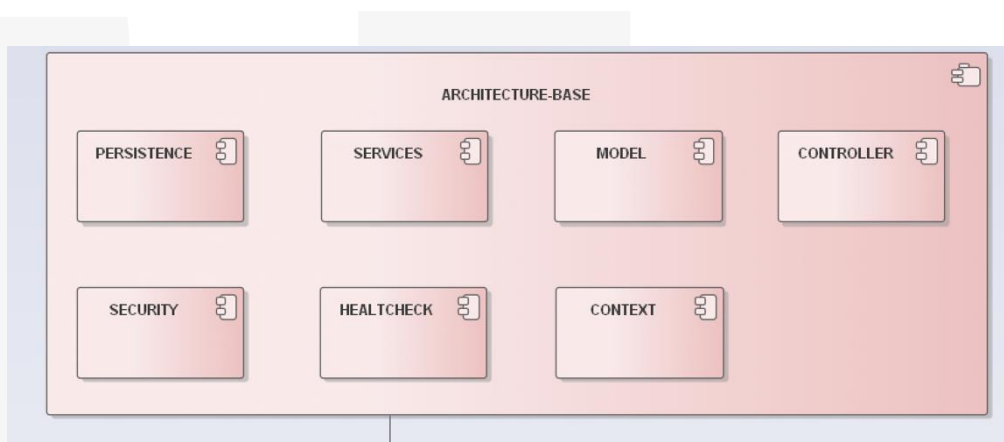 ARCHITECTURE-BASE
PERSISTENCE
SERVICES
MODEL
CONTROLLER
SECURITY
HEALTCHECK
CONTEXT